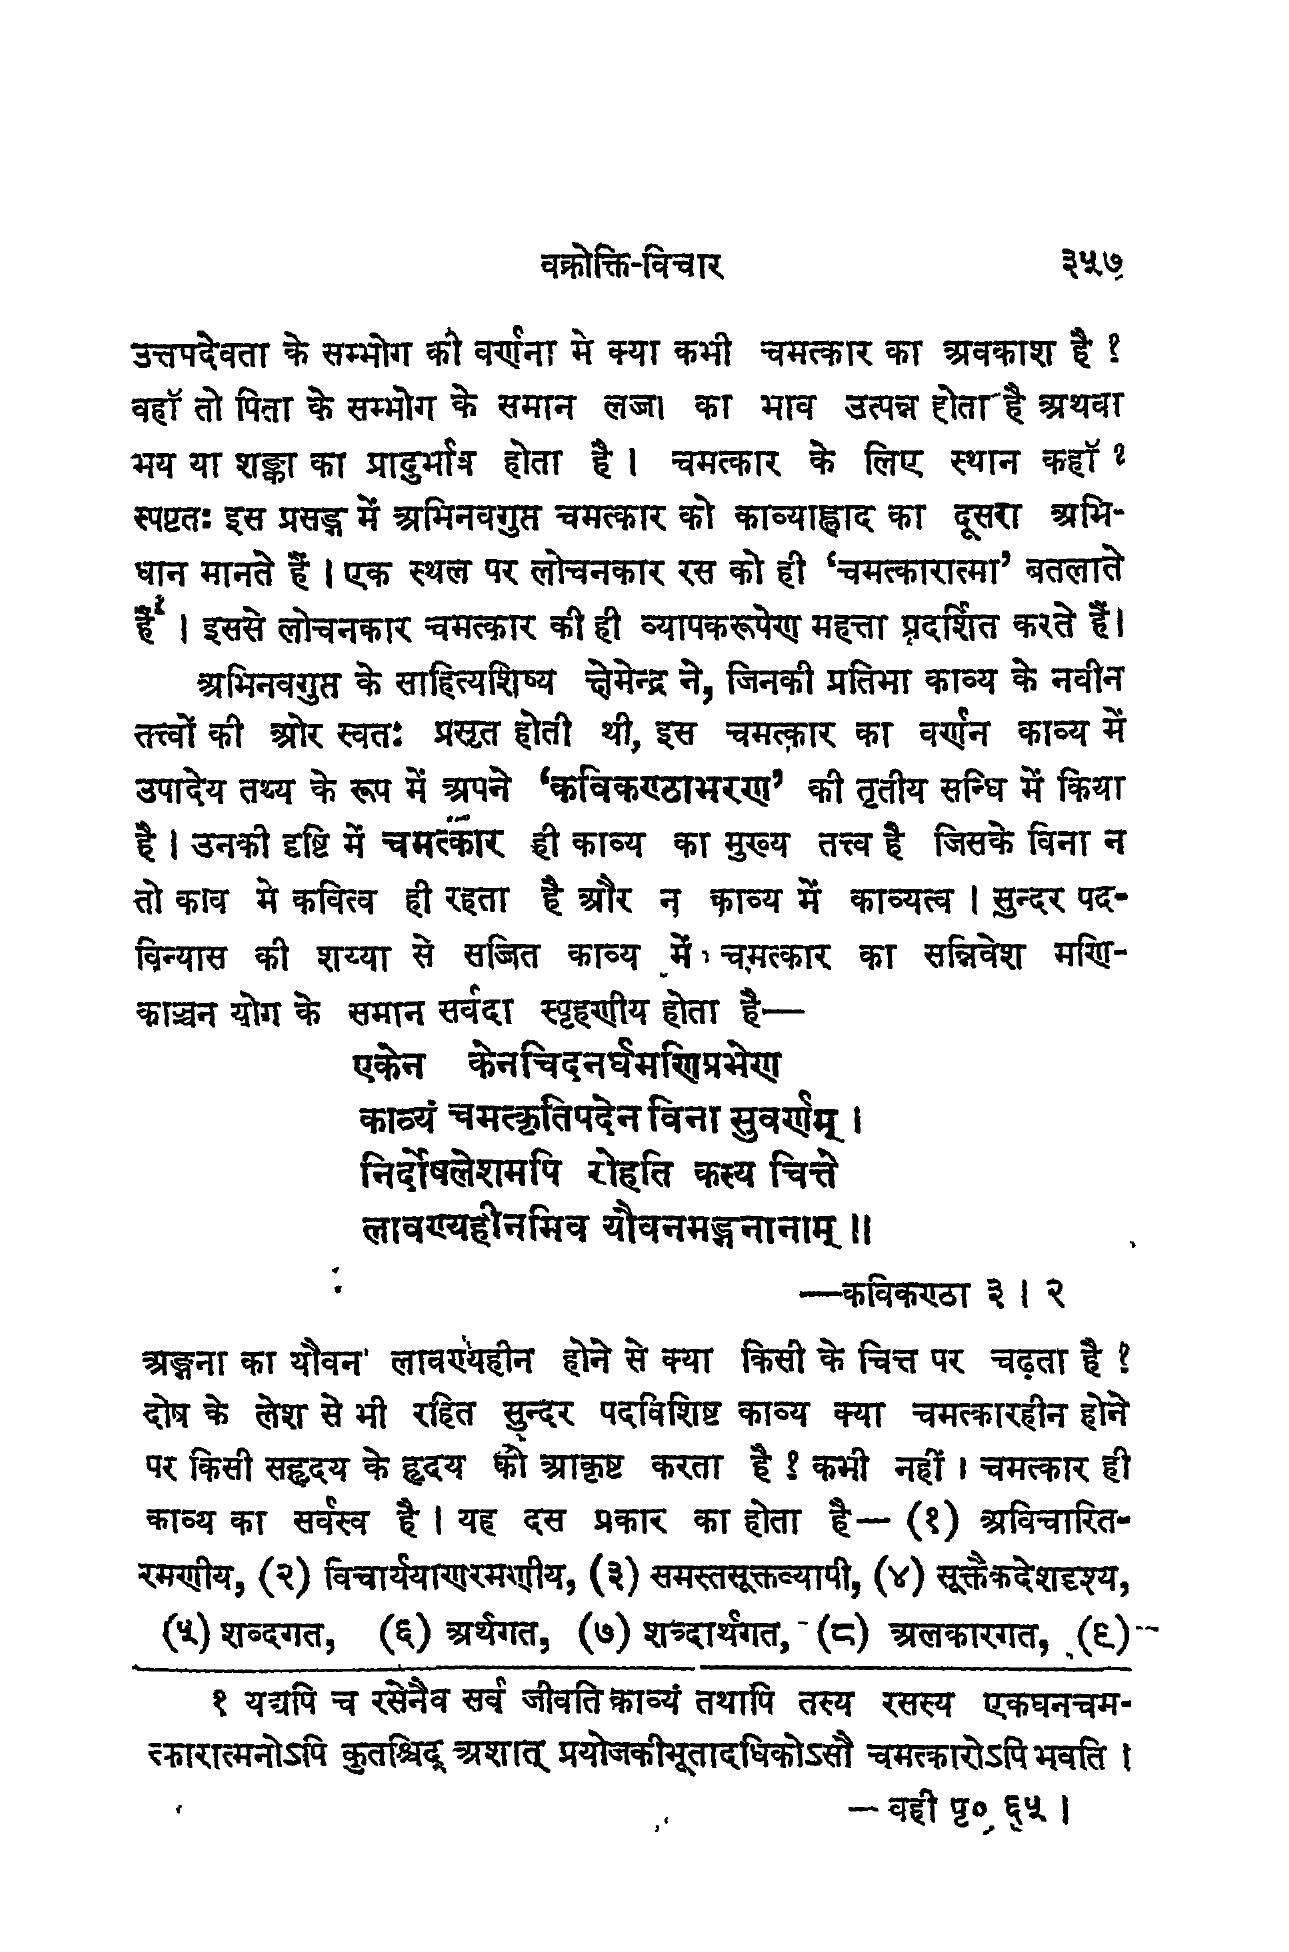 वक्रोक्ति-विचार ३५७
उत्तपदेवता के सम्भोग की वर्णना मे क्या कभी चमत्कार का अवकाश है ?
वहाँ तो पिता के सम्भोग के समान लज्जा का भाव उत्पन्न होता है अथवा
भय या शङ्का का प्रादुर्भाव होता है । चमत्कार के लिए स्थान कहाँ ?
स्पष्टतः इस प्रसङ्ग में अभिनवगुप्त चमत्कार को काव्याह्लाद का दूसरा अभि-
धान मानते हैं । एक स्थल पर लोचनकार रस को ही ‘चमत्कारात्मा’ बतलाते
हैं१ । इससे लोचनकार चमत्कार की ही व्यापकरूपेण महत्ता प्रदर्शित करते हैं।
अभिनवगुप्त के साहित्यशिष्य क्षेमेन्द्र ने, जिनकी प्रतिभा काव्य के नवीन
तत्त्वों की ओर स्वतः प्रसृत होती थी, इस चमत्कार का वर्णन काव्य में
उपादेय तथ्य के रूप में अपने ‘कविकण्ठाभरण’ की तृतीय सन्धि में किया
है । उनकी दृष्टि में चमत्कार ही काव्य का मुख्य तत्त्व है जिसके विना न
तो काव मे कवित्व ही रहता है और न काव्य में काव्यत्व । सुन्दर पद-
विन्यास की शय्या से सज्जित काव्य में चमत्कार का सन्निवेश मणि-
काञ्चन योग के समान सर्वदा स्पृहणीय होता है—
एकेन केनचिदनर्घमणिप्रभेण
काव्यं चमत्कृतिपदेन विना सुवर्णम् ।
निर्दोषलेशमपि रोहति कस्य चित्ते
लावण्यहीनमिव यौवनमङ्गनानाम् ॥
—कविकण्ठा ३ । २
अङ्गना का यौवन लावण्यहीन होने से क्या किसी के चित्त पर चढ़ता है ?
दोष के लेश से भी रहित सुन्दर पदविशिष्ट काव्य क्या चमत्कारहीन होने
पर किसी सहृदय के हृदय को आकृष्ट करता है ? कभी नहीं । चमत्कार ही
काव्य का सर्वस्व है । यह दस प्रकार का होता है— (१) अविचारित-
रमणीय, (२) विचार्ययाणरमणीय, (३) समस्तसूक्तव्यापी, (४) सूक्तैकदेशदृश्य,
(५) शब्दगत, (६) अर्थगत, (७) शब्दार्थगत, (८) अलकारगत, (९)
१ यद्यपि च रसेनैव सर्व जीवति काव्यं तथापि तस्य रसस्य एकघनचम-
त्कारात्मनोऽपि कुतश्चिद् अशात् प्रयोजकीभूतादधिकोऽसौ चमत्कारोऽपि भवति ।
— वही पृ० ६५ ।